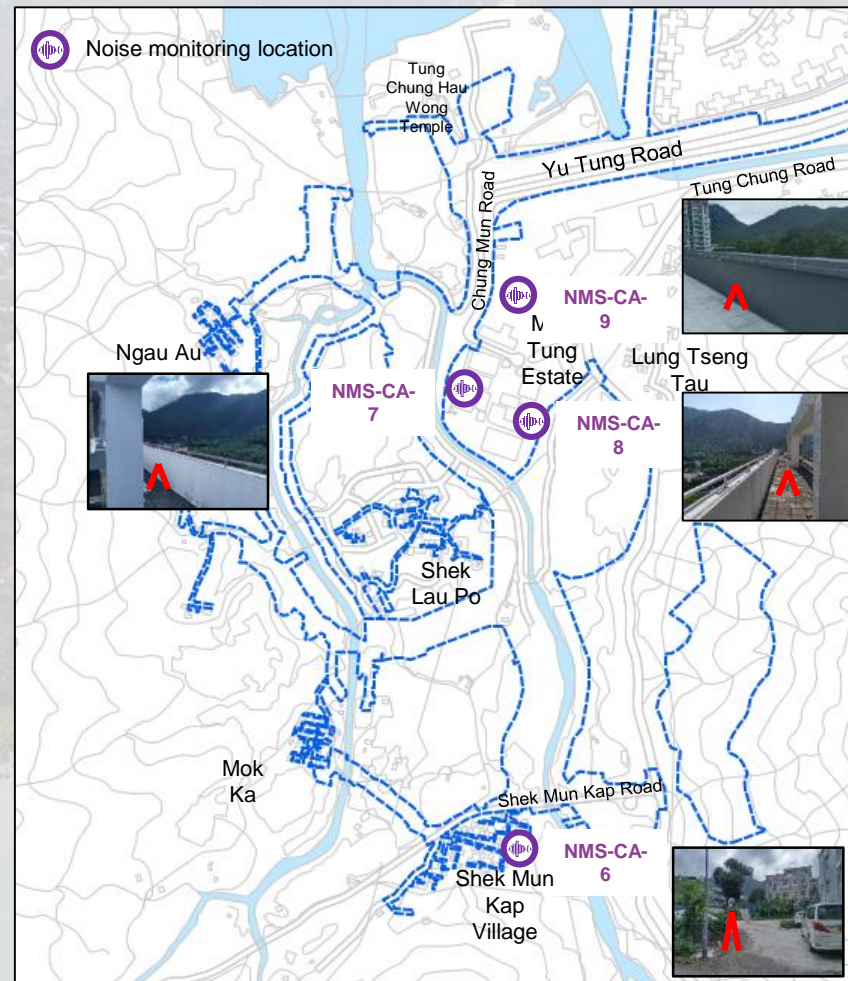 Noise monitoring location
Tung
Chung Hau
Wong
Temple
Yu Tung Road
Tung Chung Road
Chung Mun Road
NMS-CA-
9
Ngau Au
M
Tung
Estate
Lung Tseng
Tau
NMS-CA-
7
NMS-CA-
8
Shek
Lau Po
Mok
Ka
Shek Mun Kap Road
NMS-CA-
6
Shek Mun
Kap
Village